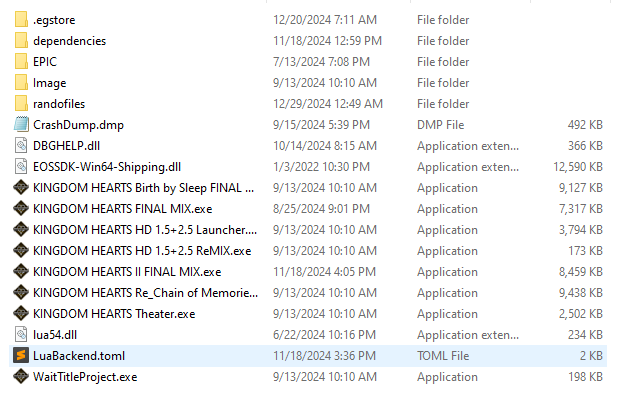 .egstore 12/20/2024 7:11 AM File folder
dependencies 11/18/2024 12:59 PM File folder
EPIC 7/13/2024 7:08 PM File folder
Image 9/13/2024 10:10 AM File folder
randofiles 12/29/2024 12:49 AM File folder
CrashDump.dmp 9/15/2024 5:39 PM DMP File 492 KB
DBGHELP.dll 10/14/2024 8:15 AM Application exten... 366 KB
EOSSDK-Win64-Shipping.dll 1/3/2022 10:30 PM Application exten... 12,590 KB
KINGDOM HEARTS Birth by Sleep FINAL ... 9/13/2024 10:10 AM Application 9,127 KB
KINGDOM HEARTS FINAL MIX.exe 8/25/2024 9:01 PM Application 7,317 KB
KINGDOM HEARTS HD 1.5+2.5 Launcher.... 9/13/2024 10:10 AM Application 3,794 KB
KINGDOM HEARTS HD 1.5+2.5 ReMIX.exe 9/13/2024 10:10 AM Application 173 KB
KINGDOM HEARTS II FINAL MIX.exe 11/18/2024 4:05 PM Application 8,459 KB
KINGDOM HEARTS Re_Chain of Memorie... 9/13/2024 10:10 AM Application 9,438 KB
KINGDOM HEARTS Theater.exe 9/13/2024 10:10 AM Application 2,502 KB
lua54.dll 6/22/2024 10:16 PM Application exten... 234 KB
LuaBackend.toml 11/18/2024 3:36 PM TOML File 2 KB
WaitTitleProject.exe 9/13/2024 10:10 AM Application 198 KB